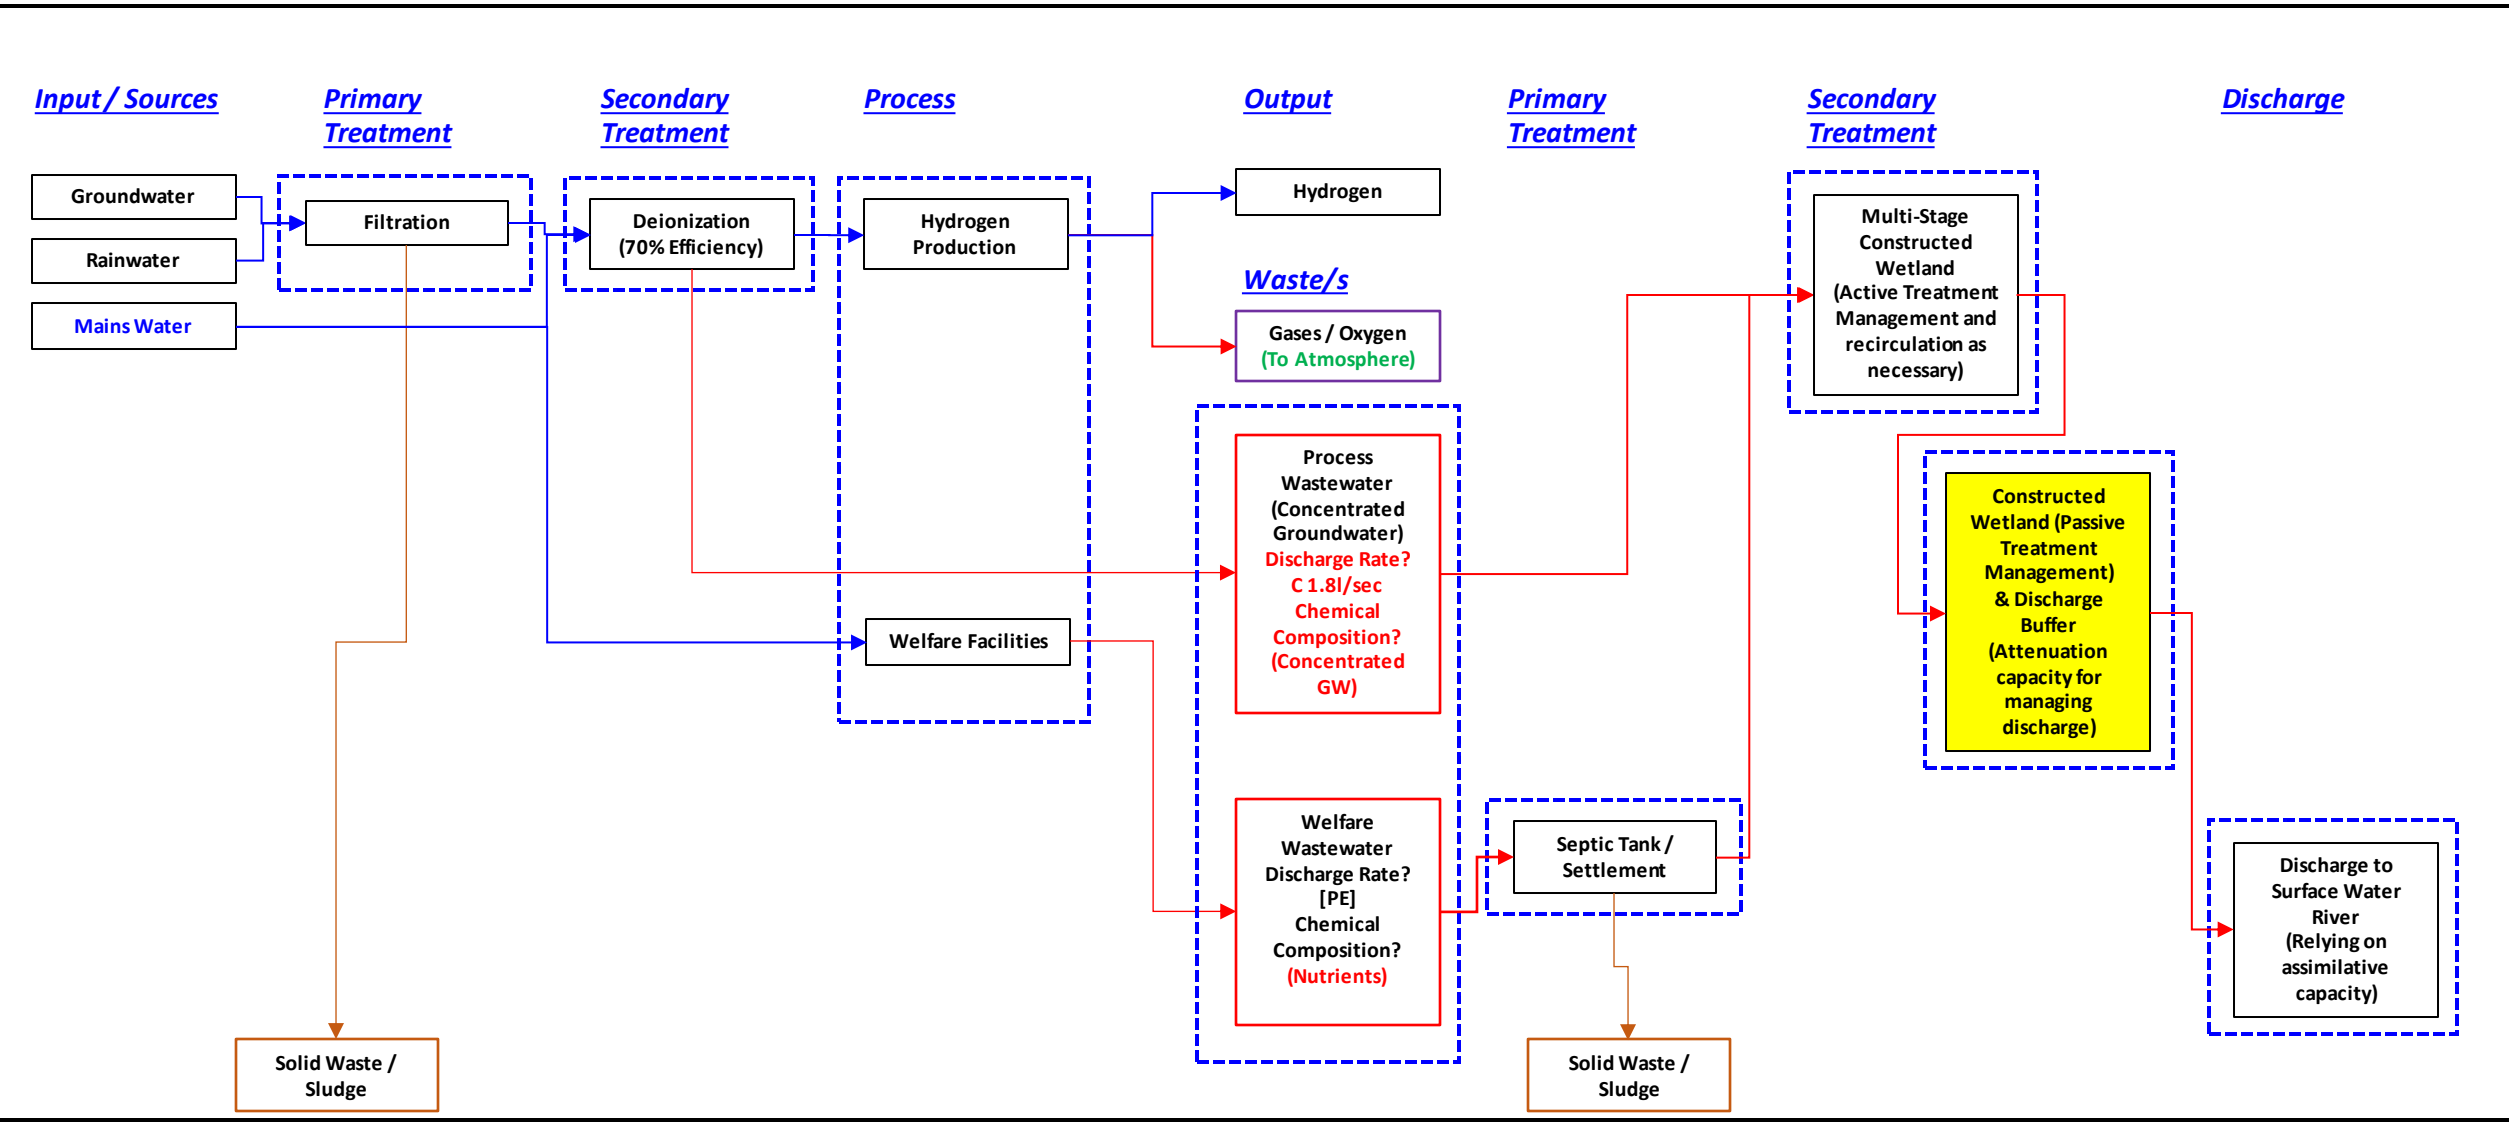 Input / Sources
Primary
Treatment
Secondary
Treatment
Process
Output
Primary
Treatment
Secondary
Treatment
Discharge
Groundwater
Rainwater
Mains Water
Filtration
Deionization
(70% Efficiency)
Hydrogen
Production
Hydrogen
Waste/s
Gases / Oxygen
(To Atmosphere)
Multi-Stage
Constructed
Wetland
(Active Treatment
Management and
recirculation as
necessary)
Process
Wastewater
(Concentrated
Groundwater)
Discharge Rate?
C 1.8l/sec
Chemical
Composition?
(Concentrated
GW)
Welfare Facilities
Constructed
Wetland (Passive
Treatment
Management)
& Discharge
Buffer
(Attenuation
capacity for
managing
discharge)
Welfare
Wastewater
Discharge Rate?
[PE]
Chemical
Composition?
(Nutrients)
Septic Tank /
Settlement
Discharge to
Surface Water
River
(Relying on
assimilative
capacity)
Solid Waste /
Sludge
Solid Waste /
Sludge